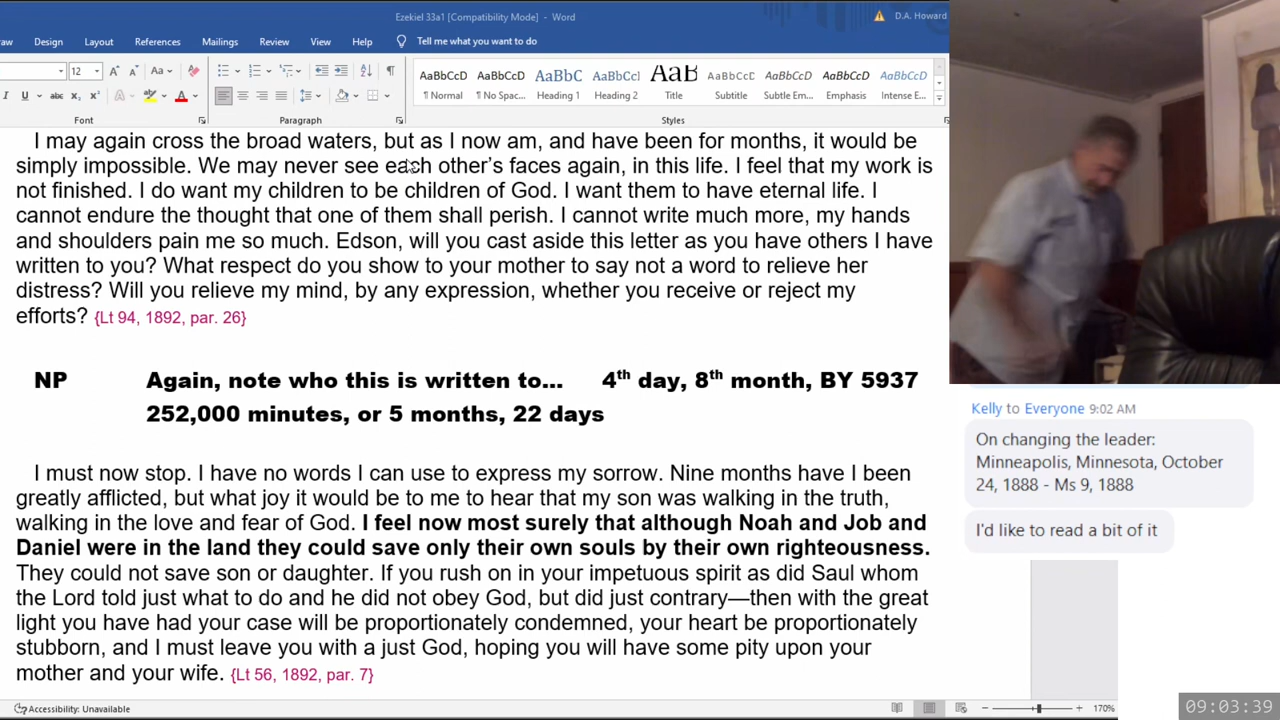 Ezekiel 33a1 [Compatibility Mode] - Word
D.A. Howard
aw Design Layout References Mailings Review View Help Tell me what you want to do
12 Aa
AaBbCcD AaBbCcD AaBbC AaBbCcI AaB AaBbCcD AaBbCcD AaBbCcD AaBbCcD
¶ Normal ¶ No Spac... Heading 1 Heading 2 Title Subtitle Subtle Em... Emphasis Intense E...
Font Paragraph Styles
I may again cross the broad waters, but as I now am, and have been for months, it would be
simply impossible. We may never see each other's faces again, in this life. I feel that my work is
not finished. I do want my children to be children of God. I want them to have eternal life. I
cannot endure the thought that one of them shall perish. I cannot write much more, my hands
and shoulders pain me so much. Edson, will you cast aside this letter as you have others I have
written to you? What respect do you show to your mother to say not a word to relieve her
distress? Will you relieve my mind, by any expression, whether you receive or reject my
efforts? {Lt 94, 1892, par. 26}
NP Again, note who this is written to... 4th day, 8th month, BY 5937
252,000 minutes, or 5 months, 22 days
I must now stop. I have no words I can use to express my sorrow. Nine months have I been
greatly afflicted, but what joy it would be to me to hear that my son was walking in the truth,
walking in the love and fear of God. I feel now most surely that although Noah and Job and
Daniel were in the land they could save only their own souls by their own righteousness.
They could not save son or daughter. If you rush on in your impetuous spirit as did Saul whom
the Lord told just what to do and he did not obey God, but did just contrary—then with the great
light you have had your case will be proportionately condemned, your heart be proportionately
stubborn, and I must leave you with a just God, hoping you will have some pity upon your
mother and your wife. {Lt 56, 1892, par. 7}
Accessibility: Unavailable
170%
Kelly to Everyone 9:02 AM
On changing the leader:
Minneapolis, Minnesota, October
24, 1888 - Ms 9, 1888
I'd like to read a bit of it
09:03:39